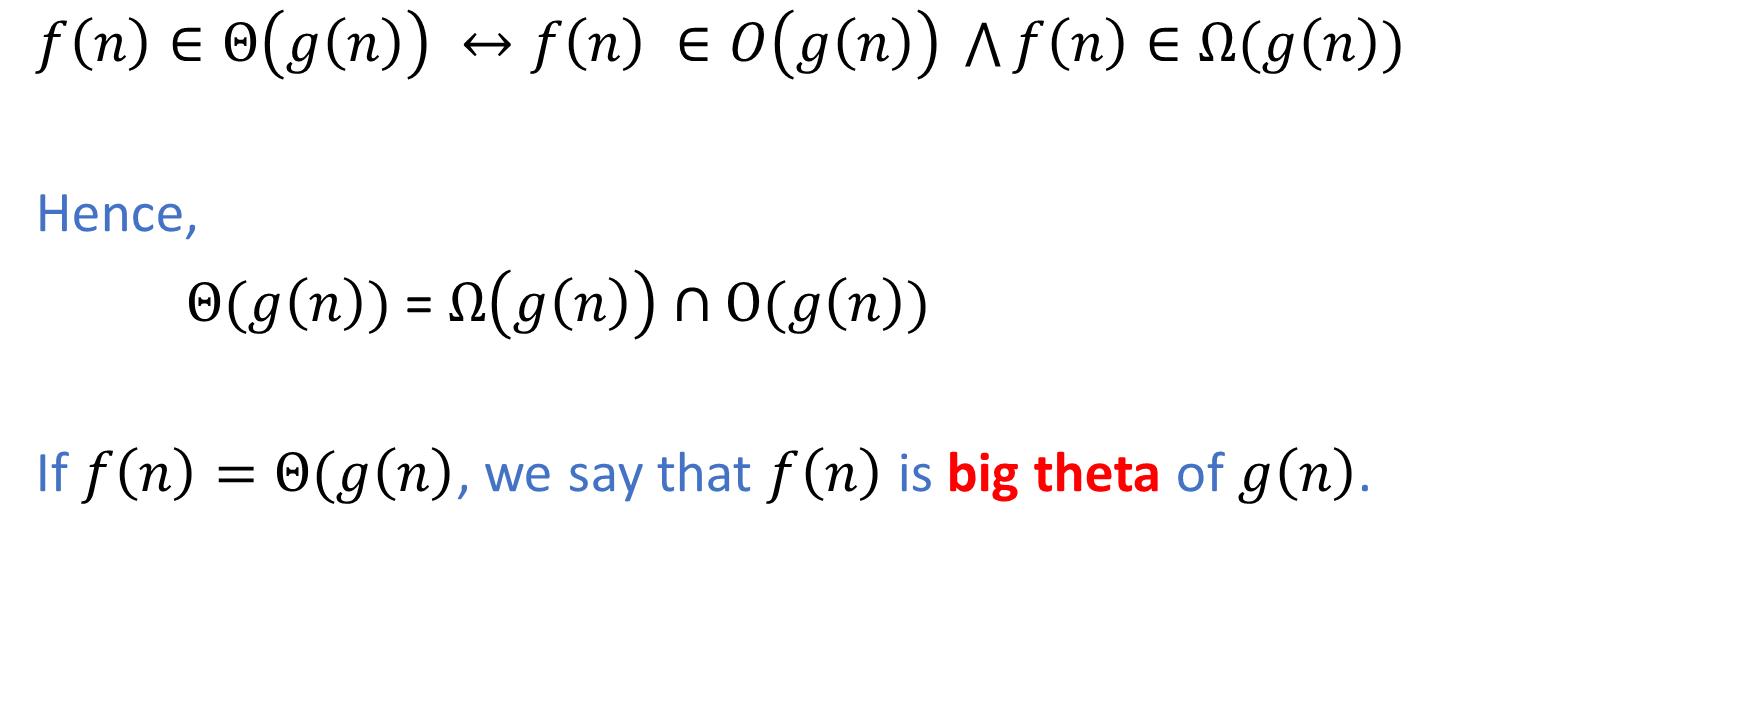 f(n) ∈ Θ(g(n)) ↔ f(n) ∈ O(g(n)) ∧ f(n) ∈ Ω(g(n))
Hence,
Θ(g(n)) = Ω(g(n)) ∩ O(g(n))
If f(n) = Θ(g(n), we say that f(n) is big theta of g(n).